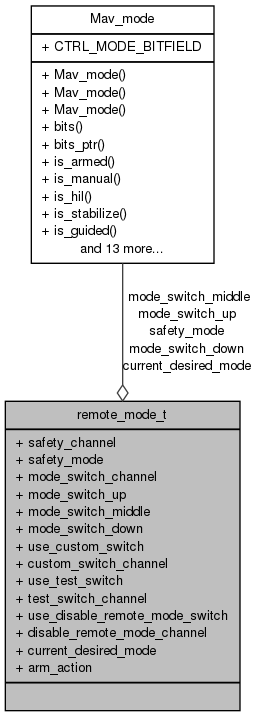 Mav_mode
+ CTRL_MODE_BITFIELD
+ Mav_mode()
+ Mav_mode()
+ Mav_mode()
+ bits()
+ bits_ptr()
+ is_armed()
+ is_manual()
+ is_hil()
+ is_stabilize()
+ is_guided()
and 13 more...
mode_switch_middle
mode_switch_up
safety_mode
mode_switch_down
current_desired_mode
remote_mode_t
+ safety_channel
+ safety_mode
+ mode_switch_channel
+ mode_switch_up
+ mode_switch_middle
+ mode_switch_down
+ use_custom_switch
+ custom_switch_channel
+ use_test_switch
+ test_switch_channel
+ use_disable_remote_mode_switch
+ disable_remote_mode_channel
+ current_desired_mode
+ arm_action